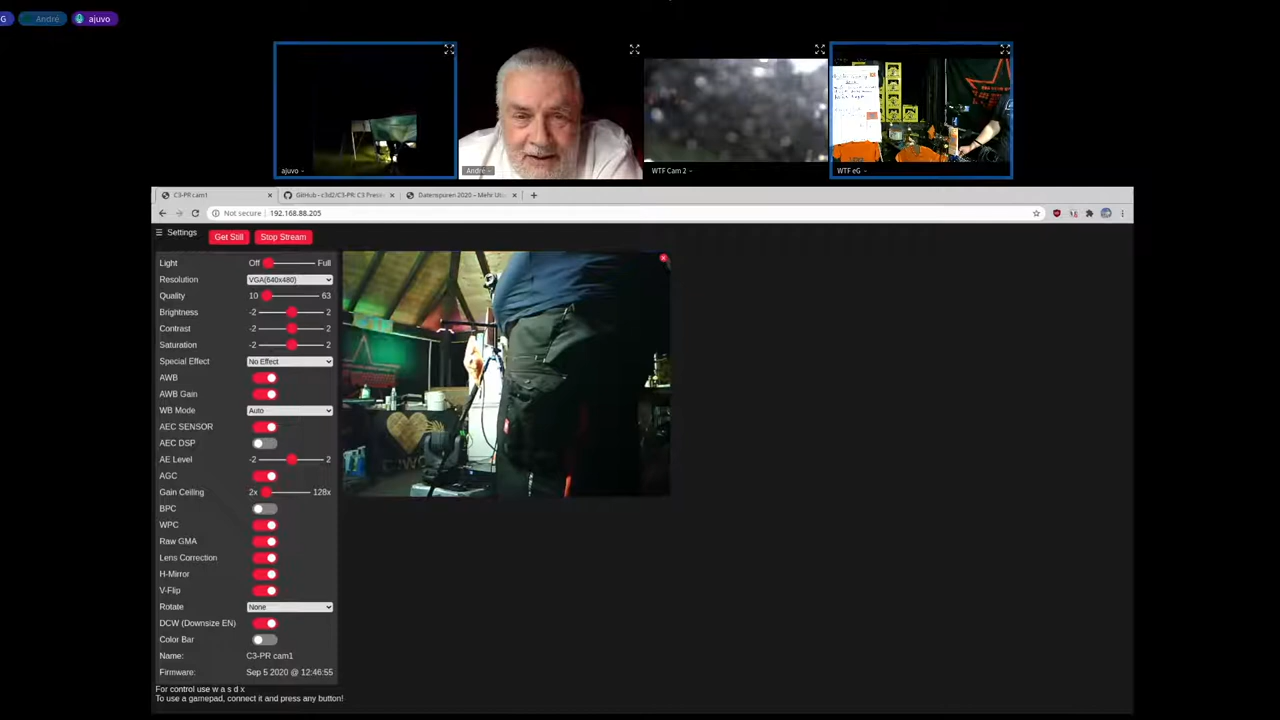 G
André
ajuvo
ajuvo
André
WTF Cam 2
WTF eG
C3-PR cam1
GitHub - c3d2/C3-PR: C3 Presi
Datenspuren 2020 – Mehr Ut
Not secure 192.168.88.205
Settings
Get Still
Stop Stream
Light Off Full
Resolution VGA(640x480)
Quality 10 63
Brightness -2 2
Contrast -2 2
Saturation -2 2
Special Effect No Effect
AWB
AWB Gain
WB Mode Auto
AEC SENSOR
AEC DSP
AE Level -2 2
AGC
Gain Ceiling 2x 128x
BPC
WPC
Raw GMA
Lens Correction
H-Mirror
V-Flip
Rotate None
DCW (Downsize EN)
Color Bar
Name: C3-PR cam1
Firmware: Sep 5 2020 @ 12:46:55
For control use w a s d x
To use a gamepad, connect it and press any button!